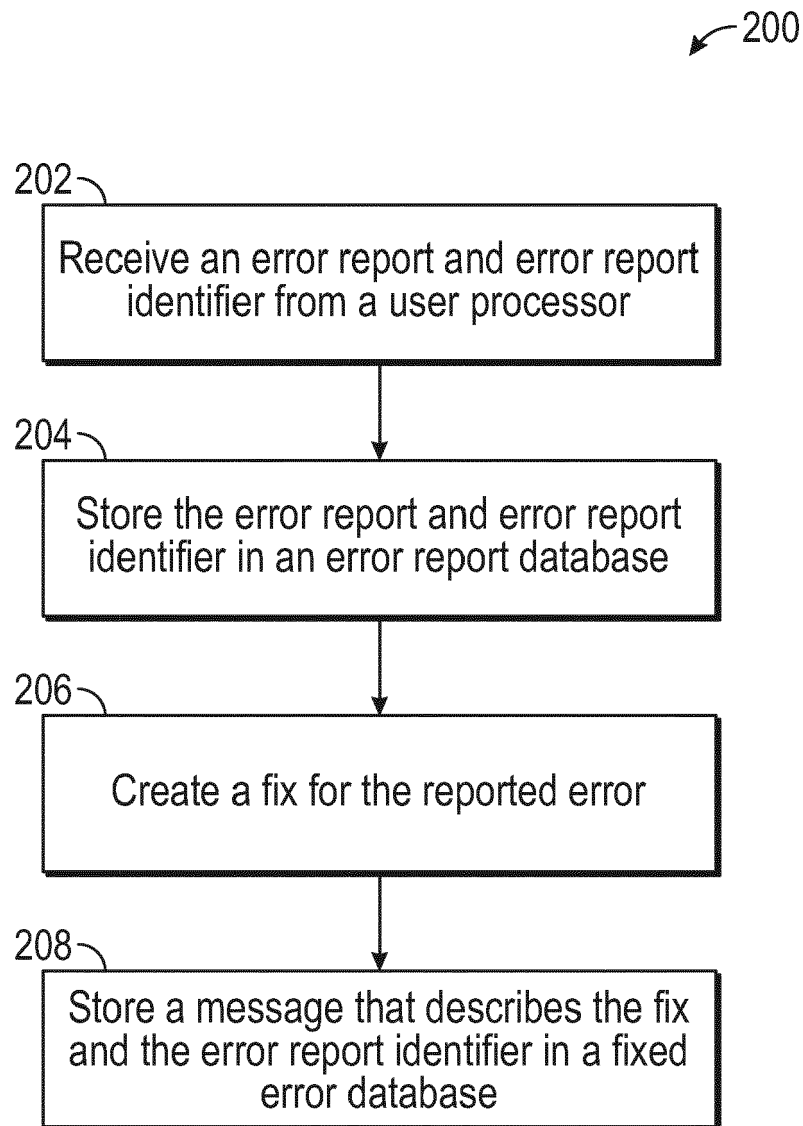 200
202
Receive an error report and error report
identifier from a user processor
204
Store the error report and error report
identifier in an error report database
206
Create a fix for the reported error
208
Store a message that describes the fix
and the error report identifier in a fixed
error database